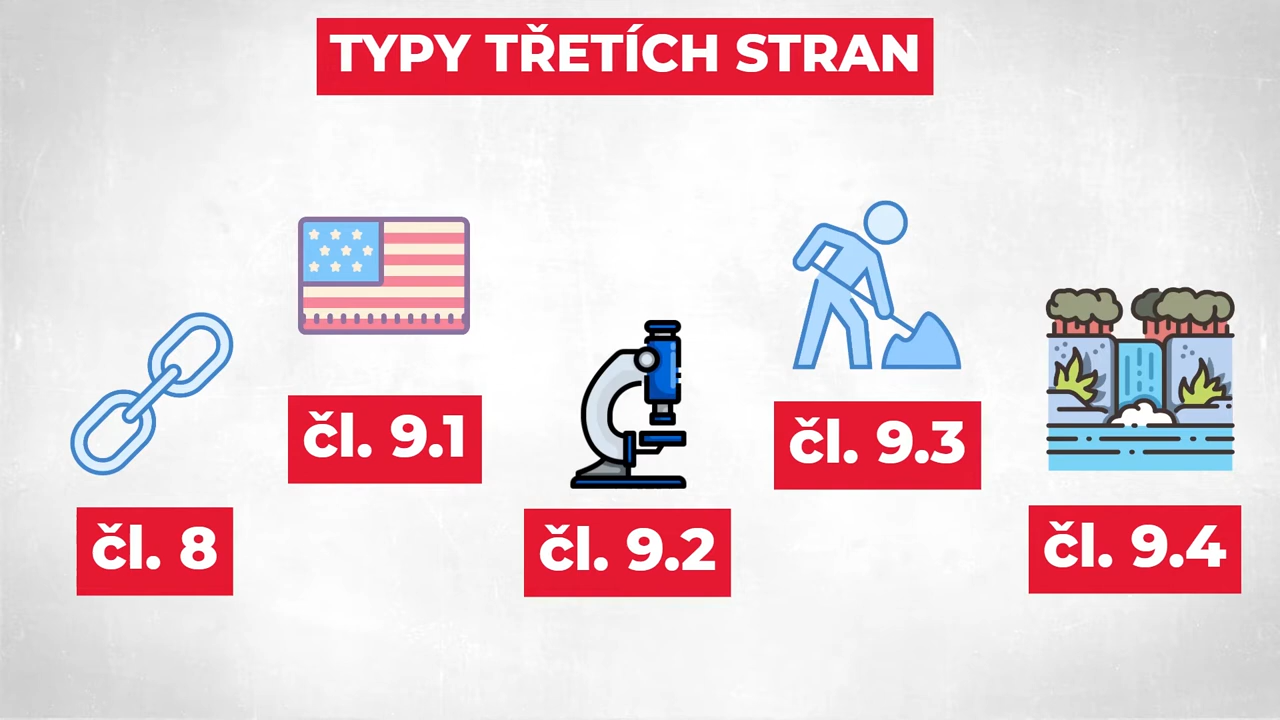 TYPY TŘETÍCH STRAN
čl. 8
čl. 9.1
čl. 9.2
čl. 9.3
čl. 9.4